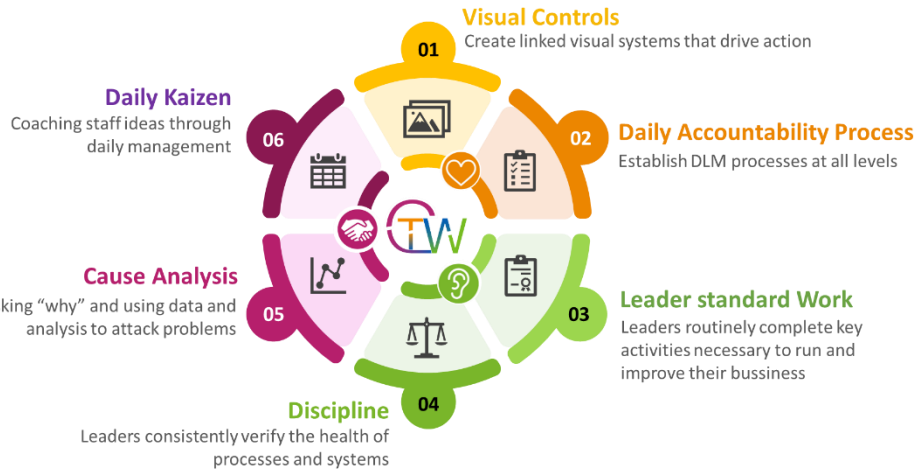 01
Visual Controls
Create linked visual systems that drive action
02
Daily Accountability Process
Establish DLM processes at all levels
03
Leader standard Work
Leaders routinely complete key
activities necessary to run and
improve their bussiness
04
Discipline
Leaders consistently verify the health of
processes and systems
05
Cause Analysis
king “why” and using data and
analysis to attack problems
06
Daily Kaizen
Coaching staff ideas through
daily management
CTW